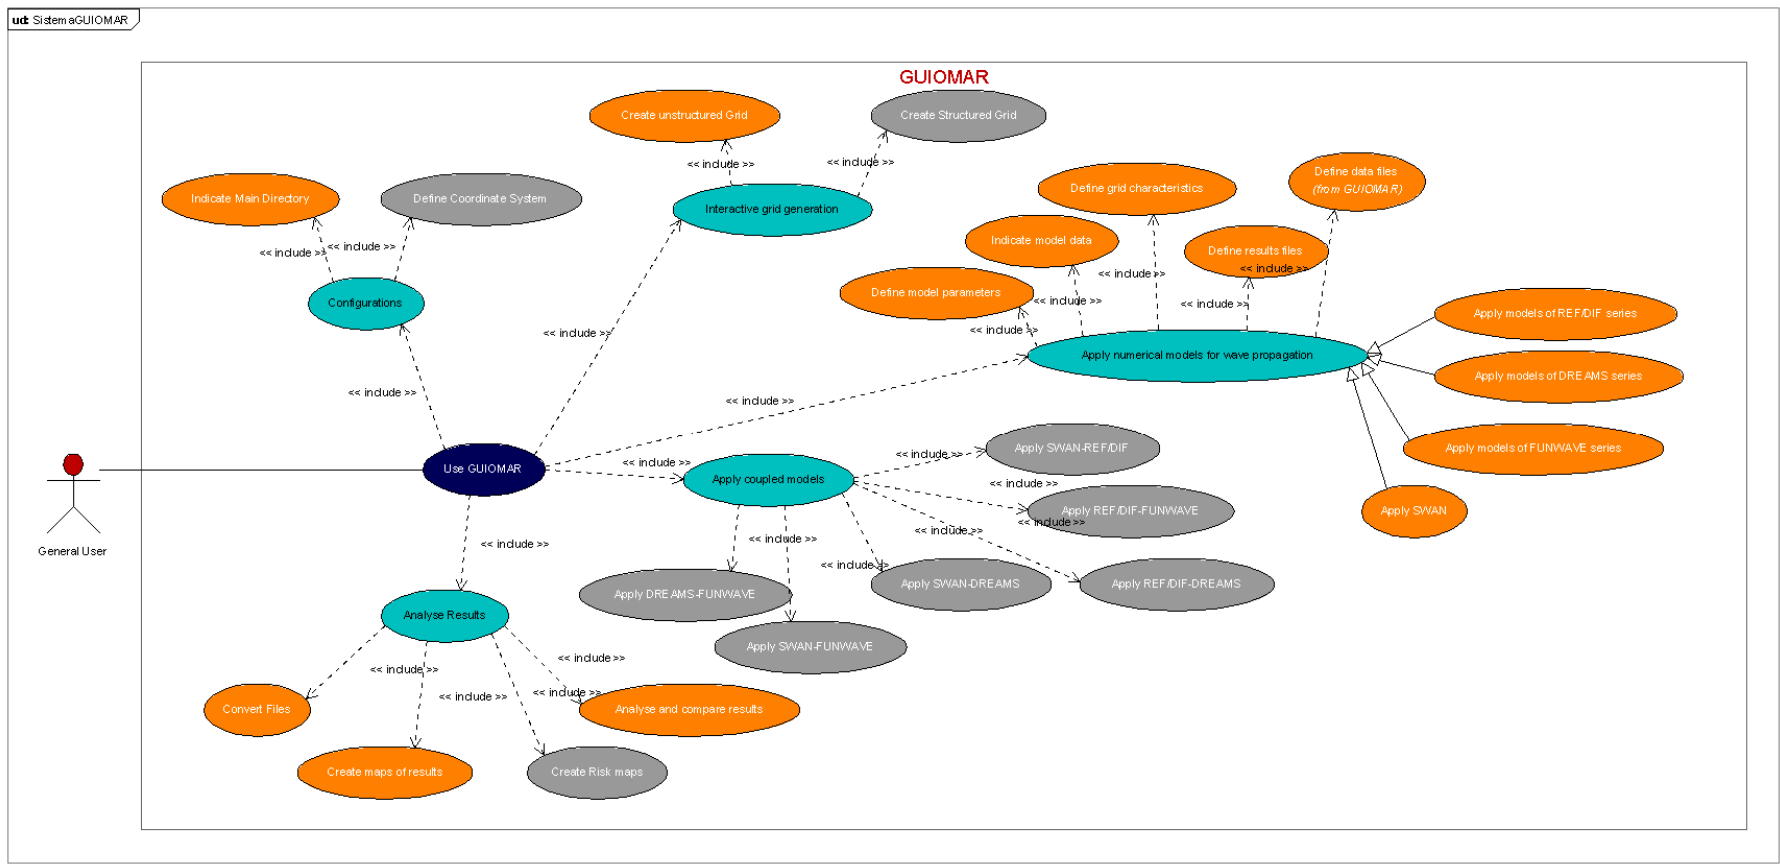 ud: SistemaGUIOMAR
GUIOMAR
Create unstructured Grid
Create Structured Grid
<< include >>
<< include >>
Define data files
(from GUIOMAR)
Define grid characteristics
Indicate Main Directory
Define Coordinate System
Interactive grid generation
Indicate model data
Define results files
<< include >>
<< include >>
<< include >>
<< include >>
Define model parameters
<< include >>
<< include >>
Configurations
Apply models of REF/DIF series
<< include >>
<< include >>
Apply numerical models for wave propagation
Apply models of DREAMS series
<< include >>
<< include >>
Apply SWAN-REF/DIF
Apply models of FUNWAVE series
<< include >>
<< include >>
Use GUIOMAR
Apply coupled models
<< include >>
Apply REF/DIF-FUNWAVE
Apply SWAN
<< include >>
<< include >>
<< include >>
<< include >>
General User
<< include >>
Apply DREAMS-FUNWAVE
Apply SWAN-DREAMS
Apply REF/DIF-DREAMS
Analyse Results
Apply SWAN-FUNWAVE
<< include >>
<< include >>
<< include >>
<< include >>
Convert Files
Analyse and compare results
Create maps of results
Create Risk maps